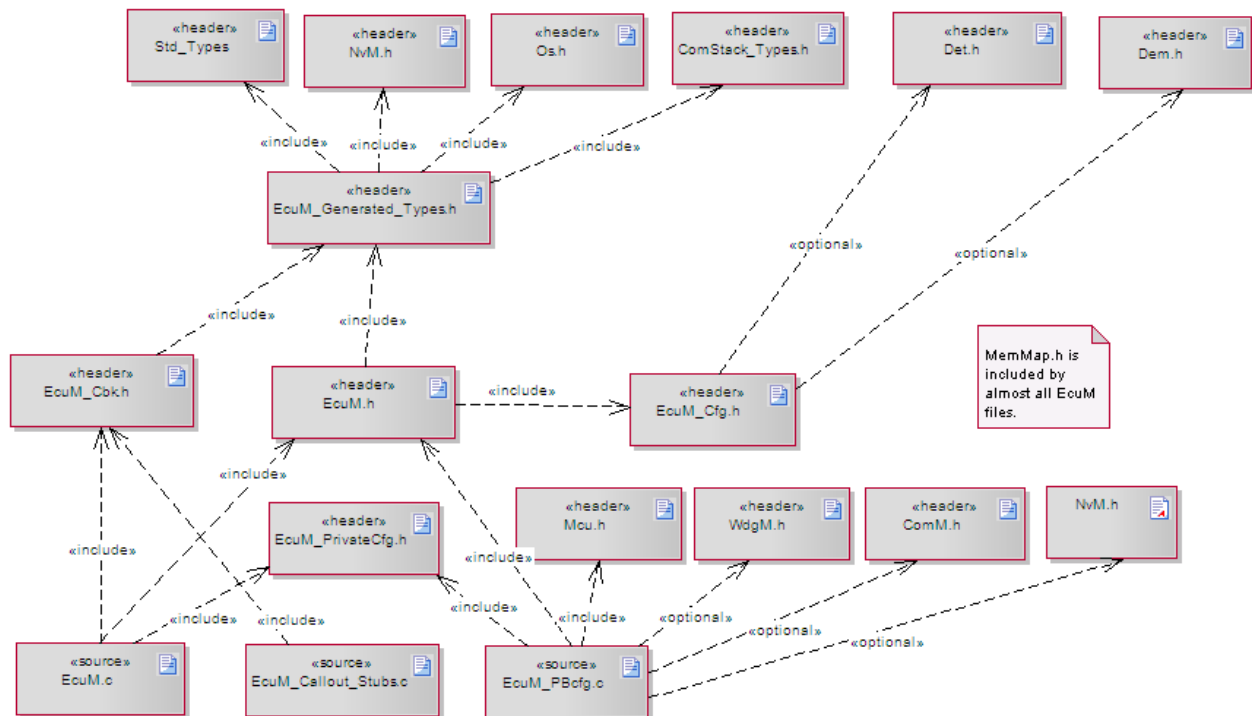 «header»
Std_Types
«header»
NvM.h
«header»
Os.h
«header»
ComStack_Types.h
«header»
Det.h
«header»
Dem.h
«include»
«include»
«include»
«include»
«header»
EcuM_Generated_Types.h
«optional»
«optional»
«include»
«include»
«header»
EcuM_Cbk.h
«header»
EcuM.h
«include»
«header»
EcuM_Cfg.h
MemMap.h is
included by
almost all EcuM
files.
«include»
«header»
EcuM_PrivateCfg.h
«header»
Mcu.h
«header»
WdgM.h
«header»
ComM.h
NvM.h
«include»
«include»
«include»
«include»
«include»
«include»
«optional»
«optional»
«optional»
«source»
EcuM.c
«source»
EcuM_Callout_Stubs.c
«source»
EcuM_PBcfg.c